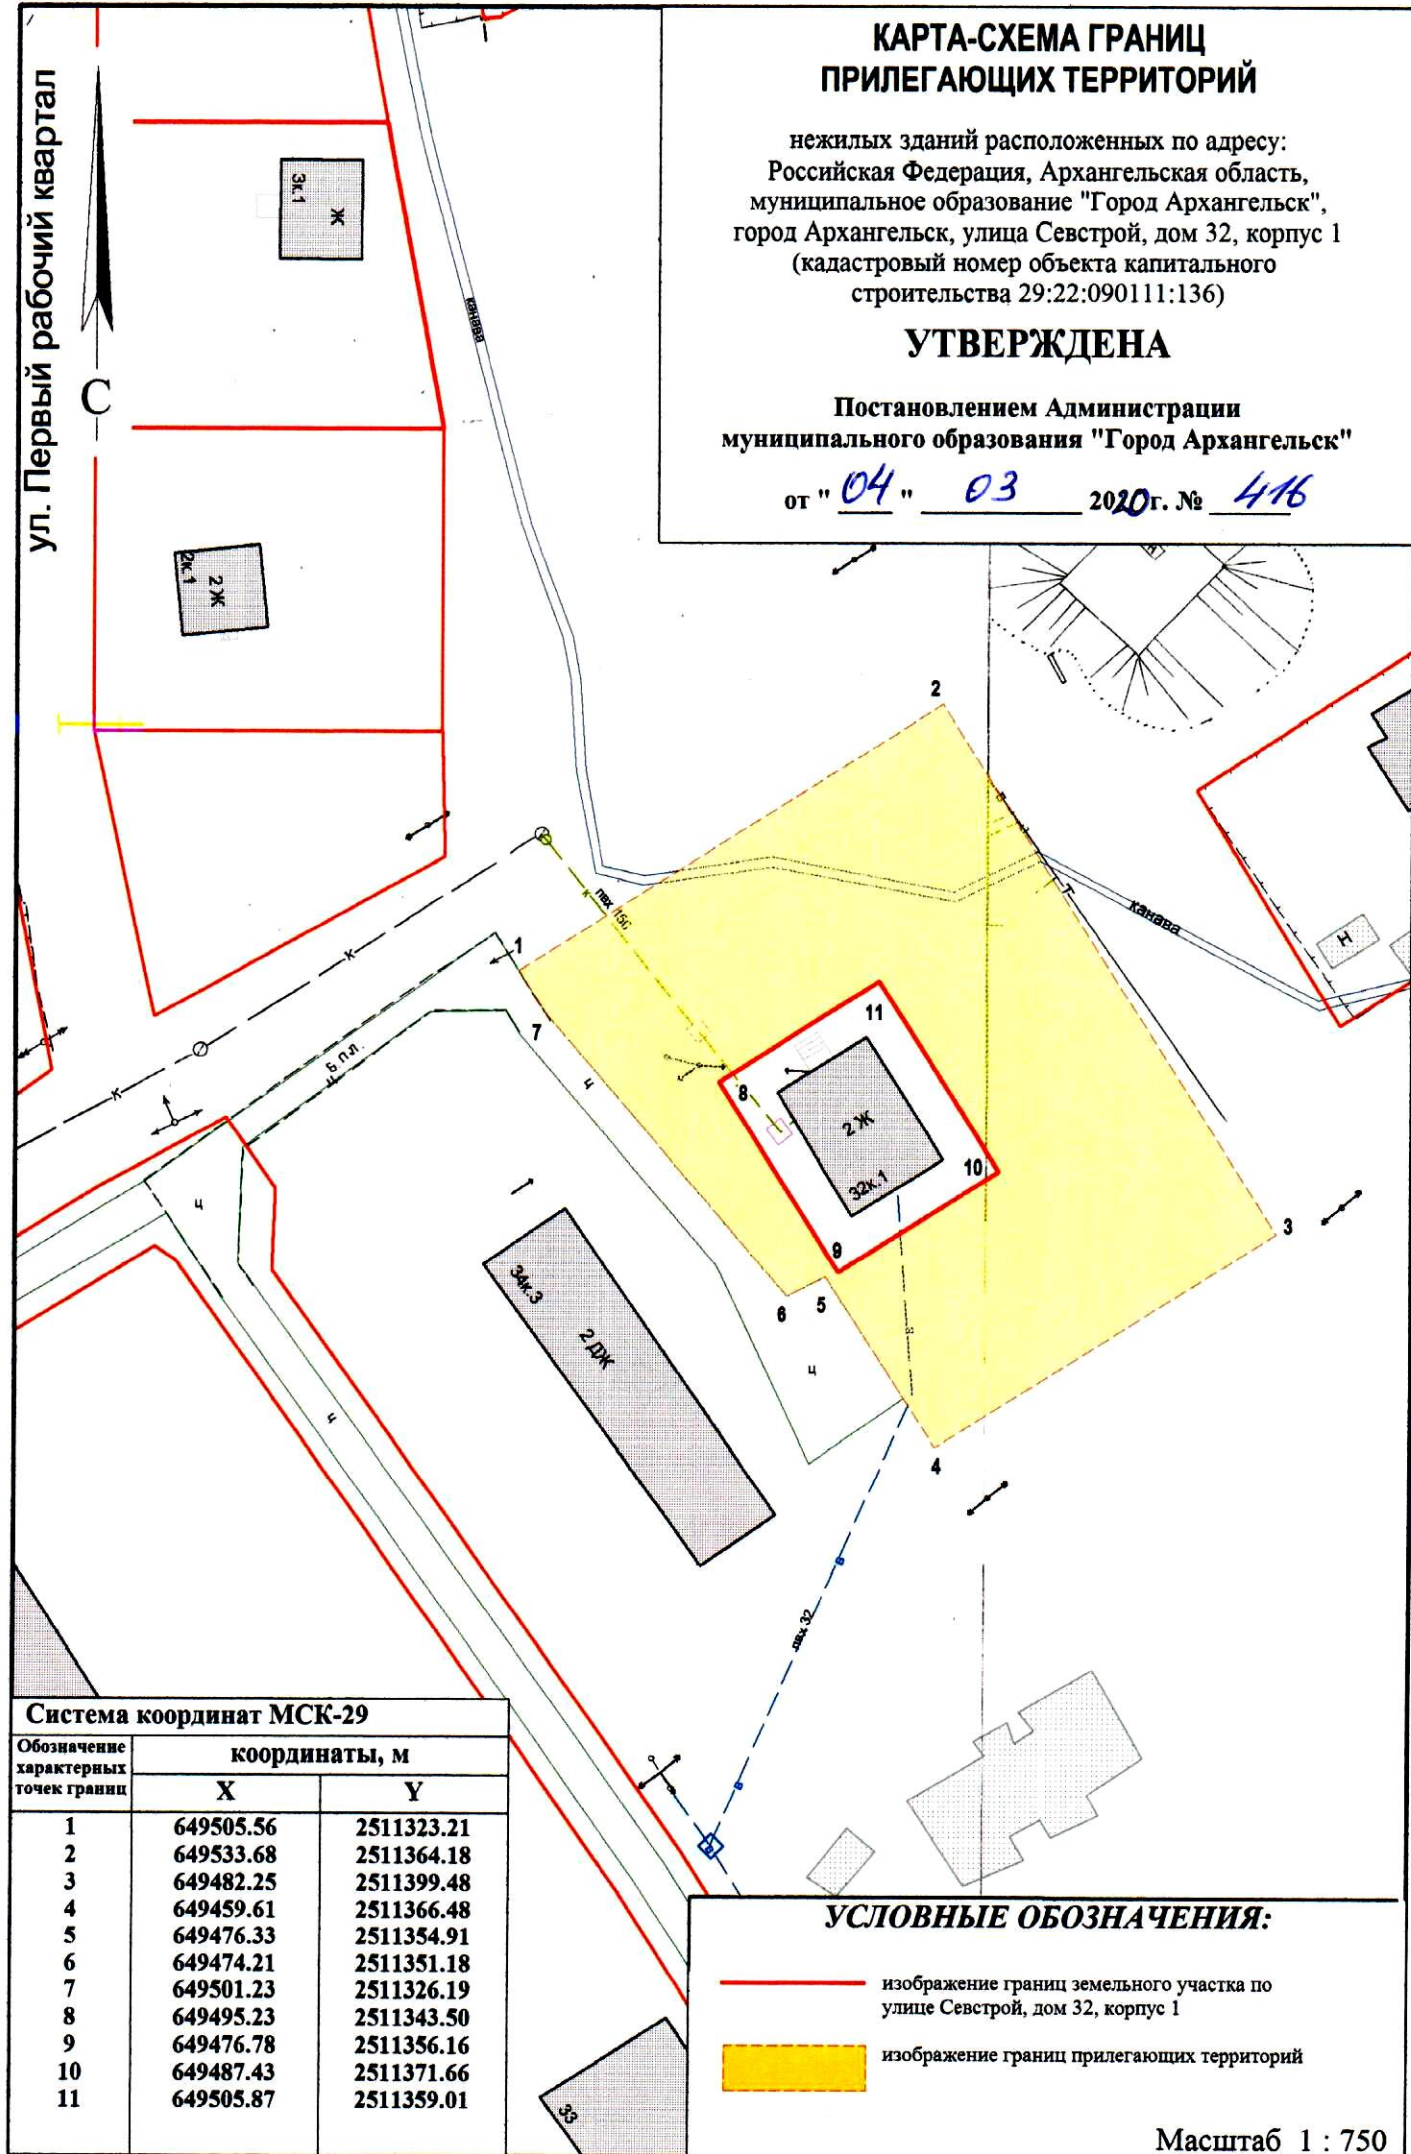 КАРТА-СХЕМА ГРАНИЦ
ПРИЛЕГАЮЩИХ ТЕРРИТОРИЙ
нежилых зданий расположенных по адресу:
Российская Федерация, Архангельская область,
муниципальное образование "Город Архангельск",
город Архангельск, улица Севстрой, дом 32, корпус 1
(кадастровый номер объекта капитального
строительства 29:22:090111:136)
УТВЕРЖДЕНА
Постановлением Администрации
муниципального образования "Город Архангельск"
от " 04 " 03 2020 г. № 416
ул. Первый рабочий квартал
С
3к.1
Ж
канава
2к.1
2 Ж
Н
2
к
пвх 150
Т
канава
Н
1
7
к
к
Б.пл.
ц
ц
11
8
2 Ж
32к.1
10
9
3
6
5
ц
34к.3
2 ДЖ
ц
ц
4
в
в
пвх 32
в
в
33
Система координат МСК-29
Обозначение характерных точек границ
координаты, м
X Y
1 649505.56 2511323.21
2 649533.68 2511364.18
3 649482.25 2511399.48
4 649459.61 2511366.48
5 649476.33 2511354.91
6 649474.21 2511351.18
7 649501.23 2511326.19
8 649495.23 2511343.50
9 649476.78 2511356.16
10 649487.43 2511371.66
11 649505.87 2511359.01
УСЛОВНЫЕ ОБОЗНАЧЕНИЯ:
изображение границ земельного участка по
улице Севстрой, дом 32, корпус 1
изображение границ прилегающих территорий
Масштаб 1 : 750